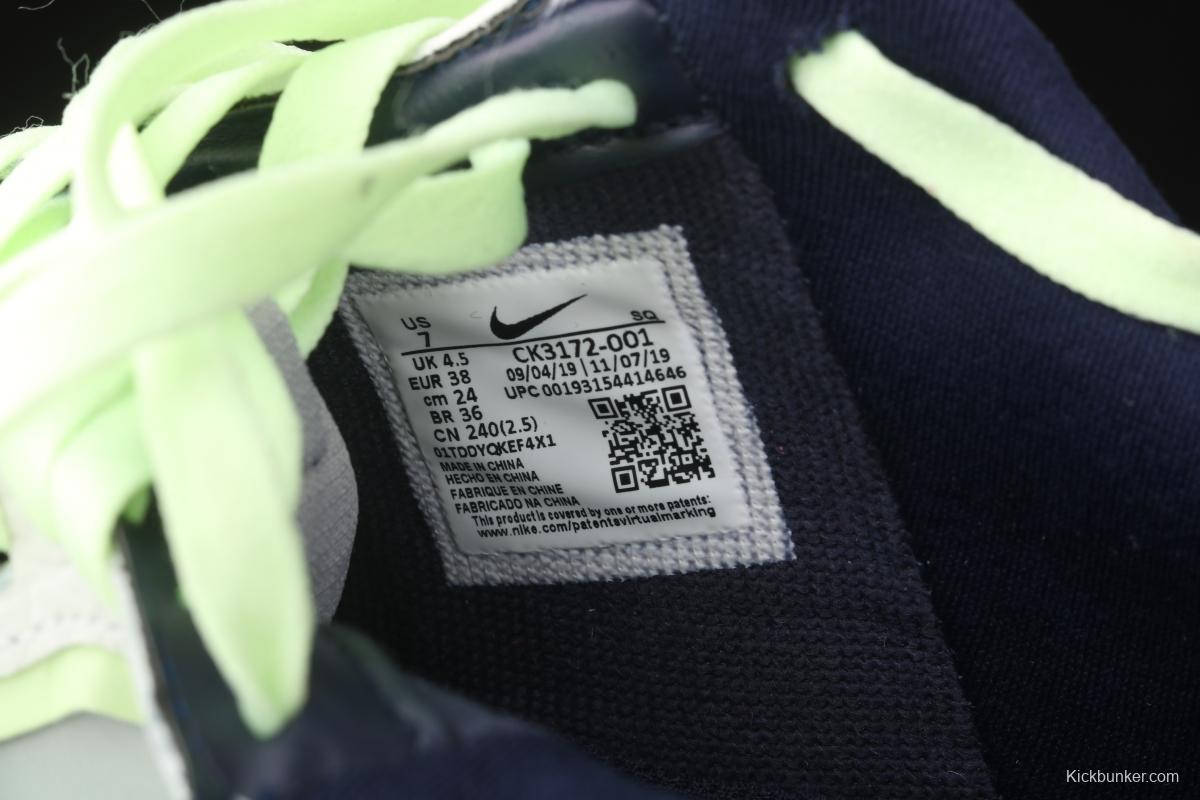 US
7
SQ
UK 4.5
EUR 38
cm 24
BR 36
CN 240(2.5)
CK3172-001
09/04/19 | 11/07/19
UPC 00193154414646
01TDDYQKEF4X1
MADE IN CHINA
HECHO EN CHINA
FABRIQUE EN CHINE
FABRICADO NA CHINA
This product is covered by one or more patents:
www.nike.com/patentsvirtualmarking
Kickbunker.com